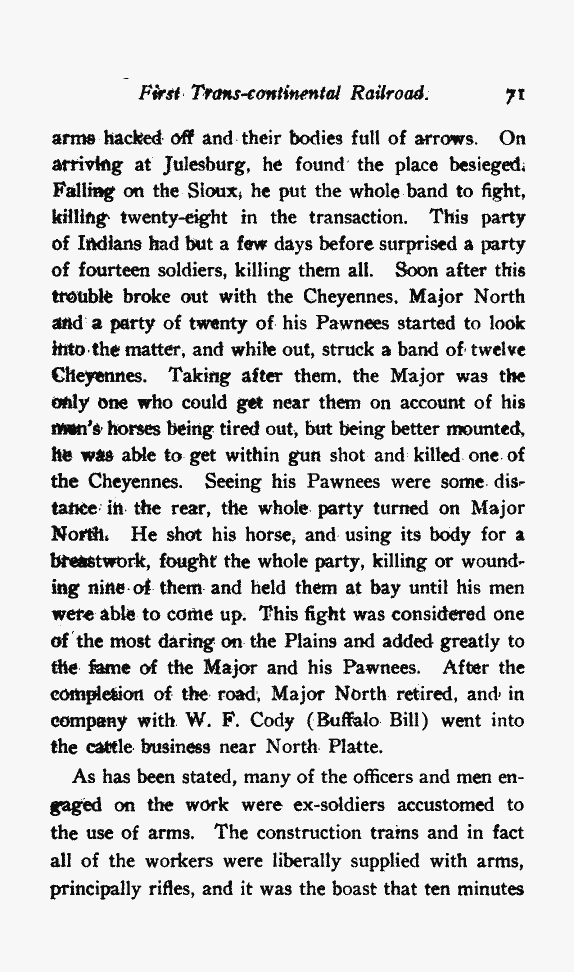 First Trans-continental Railroad. 71
arms hacked off and their bodies full of arrows. On
arriving at Julesburg, he found the place besieged.
Falling on the Sioux, he put the whole band to fight,
killing twenty-eight in the transaction. This party
of Indians had but a few days before surprised a party
of fourteen soldiers, killing them all. Soon after this
trouble broke out with the Cheyennes. Major North
and a party of twenty of his Pawnees started to look
into the matter, and while out, struck a band of twelve
Cheyennes. Taking after them, the Major was the
only one who could get near them on account of his
men's horses being tired out, but being better mounted,
he was able to get within gun shot and killed one of
the Cheyennes. Seeing his Pawnees were some dis-
tance in the rear, the whole party turned on Major
North. He shot his horse, and using its body for a
breastwork, fought the whole party, killing or wound-
ing nine of them and held them at bay until his men
were able to come up. This fight was considered one
of the most daring on the Plains and added greatly to
the fame of the Major and his Pawnees. After the
completion of the road, Major North retired, and in
company with W. F. Cody (Buffalo Bill) went into
the cattle business near North Platte.
As has been stated, many of the officers and men en-
gaged on the work were ex-soldiers accustomed to
the use of arms. The construction trains and in fact
all of the workers were liberally supplied with arms,
principally rifles, and it was the boast that ten minutes